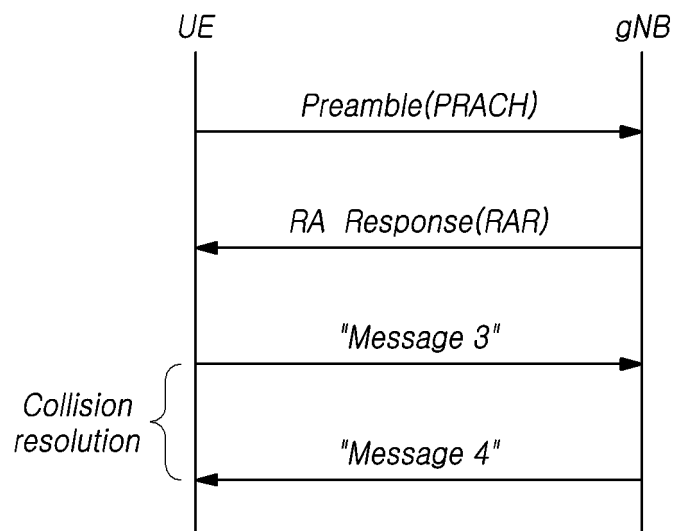 UE
gNB
Preamble(PRACH)
RA Response(RAR)
"Message 3"
Collision
resolution
"Message 4"